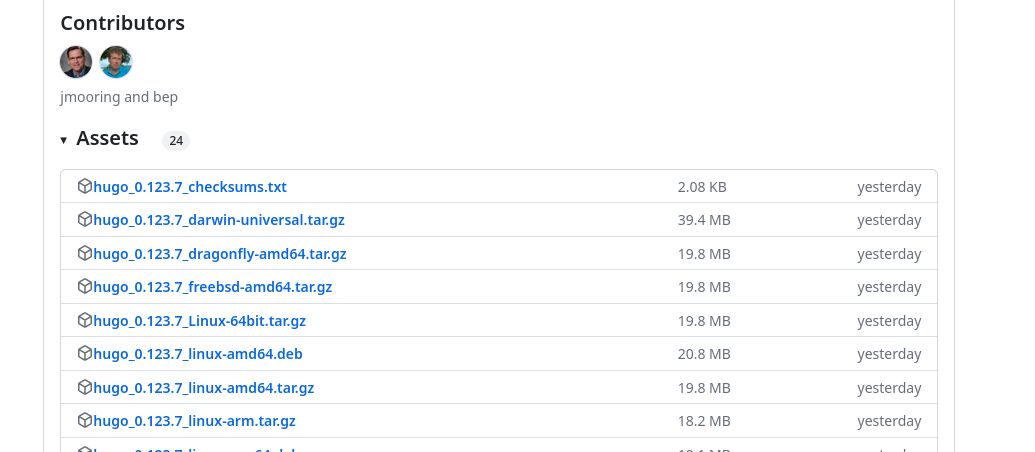 Contributors
jmooring and bep
Assets 24
hugo_0.123.7_checksums.txt 2.08 KB yesterday
hugo_0.123.7_darwin-universal.tar.gz 39.4 MB yesterday
hugo_0.123.7_dragonfly-amd64.tar.gz 19.8 MB yesterday
hugo_0.123.7_freebsd-amd64.tar.gz 19.8 MB yesterday
hugo_0.123.7_Linux-64bit.tar.gz 19.8 MB yesterday
hugo_0.123.7_linux-amd64.deb 20.8 MB yesterday
hugo_0.123.7_linux-amd64.tar.gz 19.8 MB yesterday
hugo_0.123.7_linux-arm.tar.gz 18.2 MB yesterday